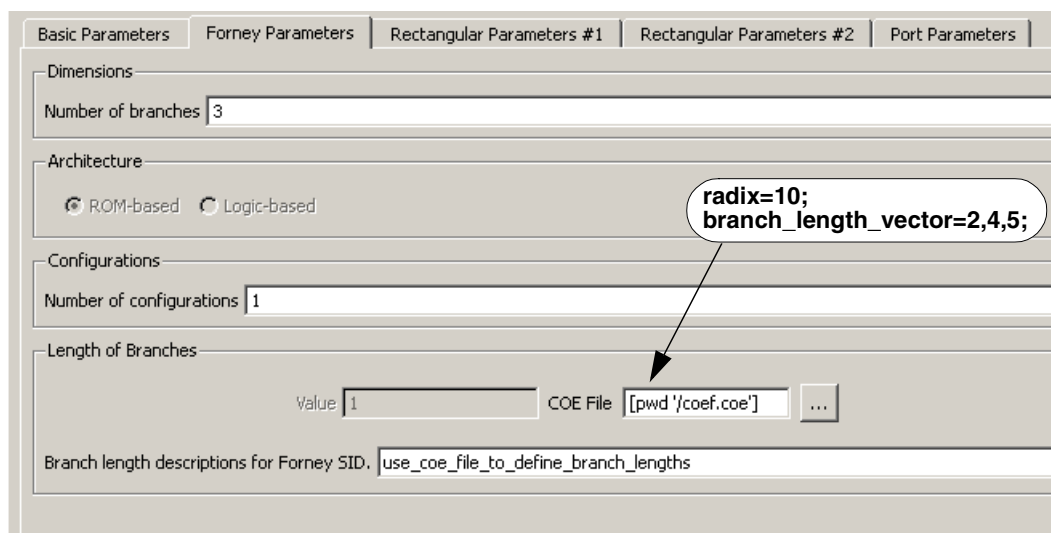 Basic Parameters Forney Parameters Rectangular Parameters #1 Rectangular Parameters #2 Port Parameters
Dimensions
Number of branches 3
Architecture
ROM-based Logic-based
radix=10;
branch_length_vector=2,4,5;
Configurations
Number of configurations 1
Length of Branches
Value 1 COE File [pwd '/coef.coe'] ...
Branch length descriptions for Forney SID. use_coe_file_to_define_branch_lengths